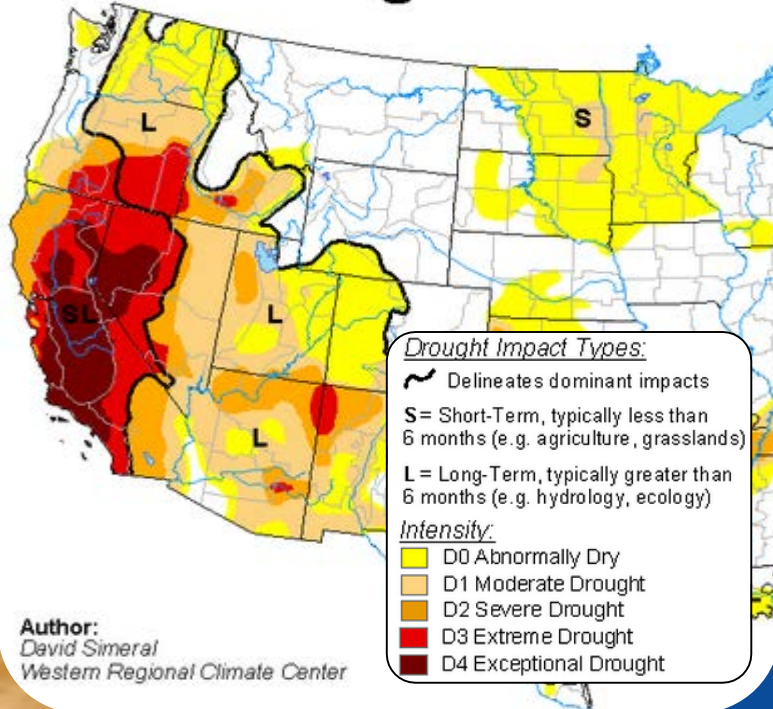 L
S
SL
L
L
Drought Impact Types:
Delineates dominant impacts
S = Short-Term, typically less than
6 months (e.g. agriculture, grasslands)
L = Long-Term, typically greater than
6 months (e.g. hydrology, ecology)
Intensity:
D0 Abnormally Dry
D1 Moderate Drought
D2 Severe Drought
D3 Extreme Drought
D4 Exceptional Drought
Author:
David Simeral
Western Regional Climate Center